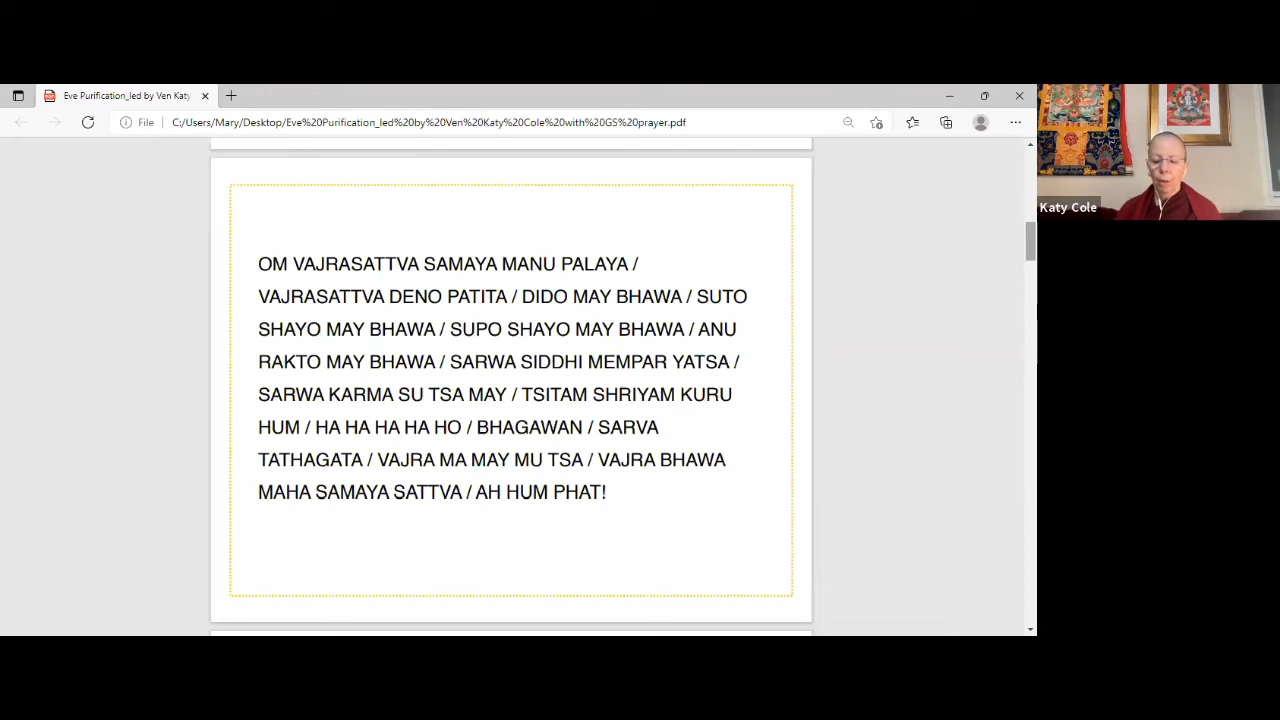 Eve Purification_led by Ven Katy
File
C:/Users/Mary/Desktop/Eve%20Purification_led%20by%20Ven%20Katy%20Cole%20with%20GS%20prayer.pdf
OM VAJRASATTVA SAMAYA MANU PALAYA /
VAJRASATTVA DENO PATITA / DIDO MAY BHAWA / SUTO
SHAYO MAY BHAWA / SUPO SHAYO MAY BHAWA / ANU
RAKTO MAY BHAWA / SARWA SIDDHI MEMPAR YATSA /
SARWA KARMA SU TSA MAY / TSITAM SHRIYAM KURU
HUM / HA HA HA HA HO / BHAGAWAN / SARVA
TATHAGATA / VAJRA MA MAY MU TSA / VAJRA BHAWA
MAHA SAMAYA SATTVA / AH HUM PHAT!
Katy Cole